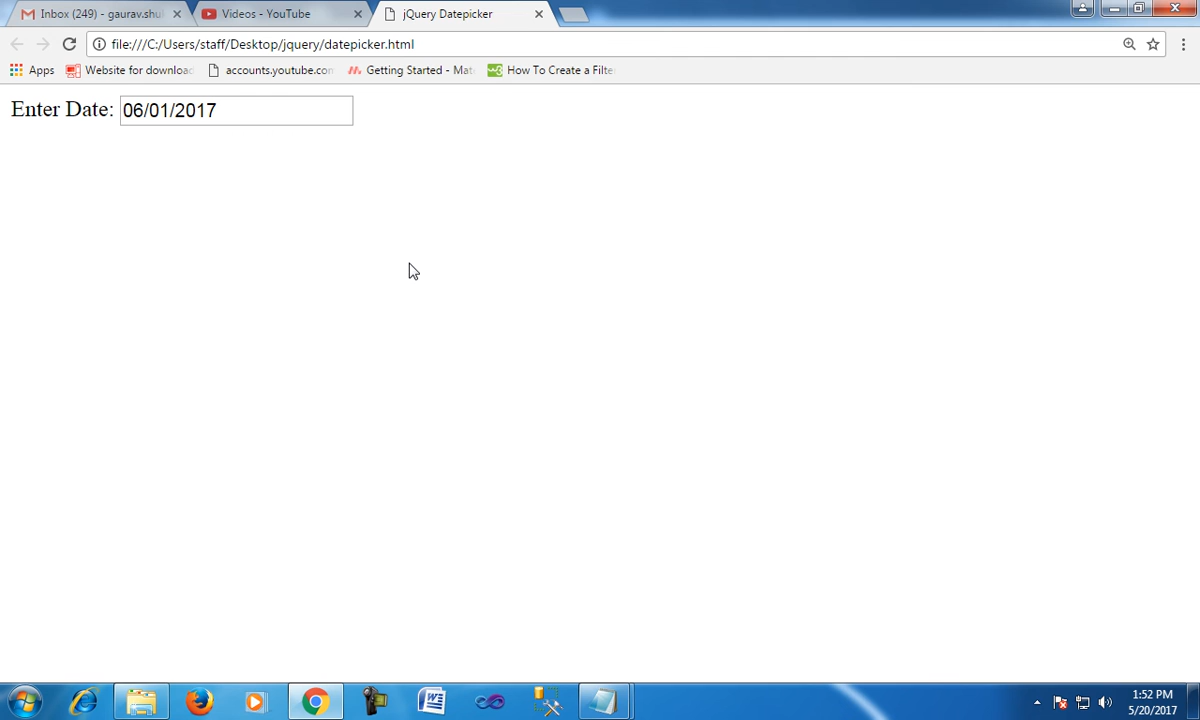 Inbox (249) - gaurav.shu
Videos - YouTube
jQuery Datepicker
file:///C:/Users/staff/Desktop/jquery/datepicker.html
Apps
Website for downloa
accounts.youtube.com
Getting Started - Mat
How To Create a Filte
Enter Date: 06/01/2017
1:52 PM
5/20/2017